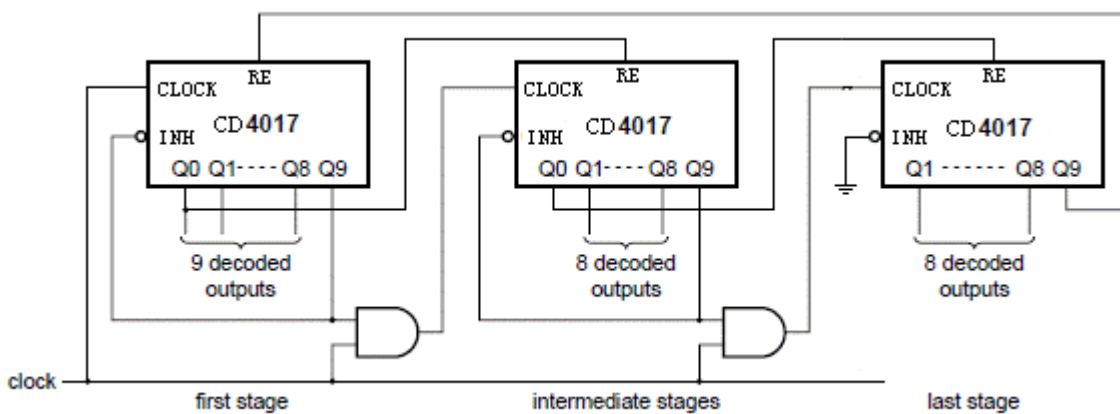 RE
CLOCK
INH
CD4017
Q0 Q1 ---- Q8 Q9
9 decoded
outputs
RE
CLOCK
INH
CD4017
Q0 Q1 ---- Q8 Q9
8 decoded
outputs
RE
CLOCK
INH
CD4017
Q1 ------ Q8 Q9
8 decoded
outputs
clock
first stage
intermediate stages
last stage